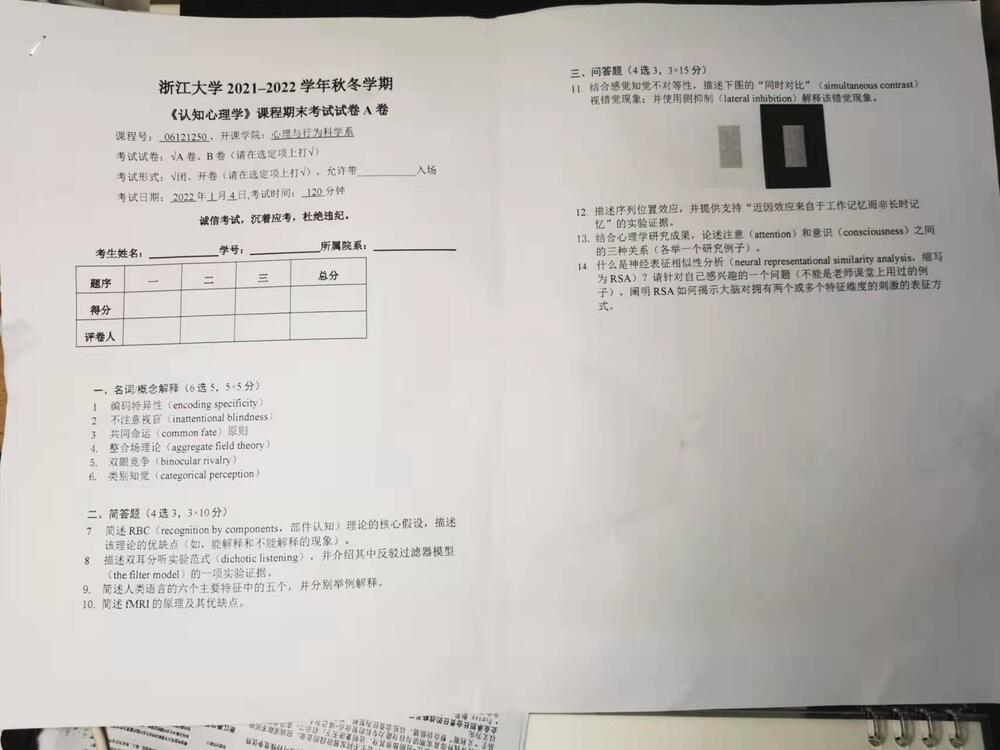 浙江大学 2021–2022 学年秋冬学期
《认知心理学》课程期末考试试卷 A 卷
课程号： 06121250 ，开课学院：心理与行为科学系
考试试卷：√A 卷、B 卷（请在选定项上打√）
考试形式：√闭、开卷（请在选定项上打√），允许带___________入场
考试日期： 2022 年 1 月 4 日,考试时间： 120 分钟
诚信考试，沉着应考，杜绝违纪。
考生姓名：___________学号：___________所属院系：___________
题序 一 二 三 总分
得分
评卷人
一、名词/概念解释（6 选 5，5×5 分）
1. 编码特异性（encoding specificity）
2. 不注意视盲（inattentional blindness）
3. 共同命运（common fate）原则
4. 整合场理论（aggregate field theory）
5. 双眼竞争（binocular rivalry）
6. 类别知觉（categorical perception）
二、简答题（4 选 3，3×10 分）
7 简述 RBC（recognition by components，部件认知）理论的核心假设，描述
该理论的优缺点（如，能解释和不能解释的现象）。
8 描述双耳分听实验范式（dichotic listening），并介绍其中反驳过滤器模型
（the filter model）的一项实验证据。
9. 简述人类语言的六个主要特征中的五个，并分别举例解释。
10. 简述 fMRI 的原理及其优缺点。
三、问答题（4 选 3，3×15 分）
11. 结合感觉知觉不对等性，描述下图的“同时对比”（simultaneous contrast）
视错觉现象；并使用侧抑制（lateral inhibition）解释该错觉现象。
12. 描述序列位置效应，并提供支持“近因效应来自于工作记忆而非长时记
忆”的实验证据。
13. 结合心理学研究成果，论述注意（attention）和意识（consciousness）之间
的三种关系（各举一个研究例子）。
14. 什么是神经表征相似性分析（neural representational similarity analysis，缩写
为 RSA）？请针对自己感兴趣的一个问题（不能是老师课堂上用过的例
子），阐明 RSA 如何揭示大脑对拥有两个或多个特征维度的刺激的表征方
式。